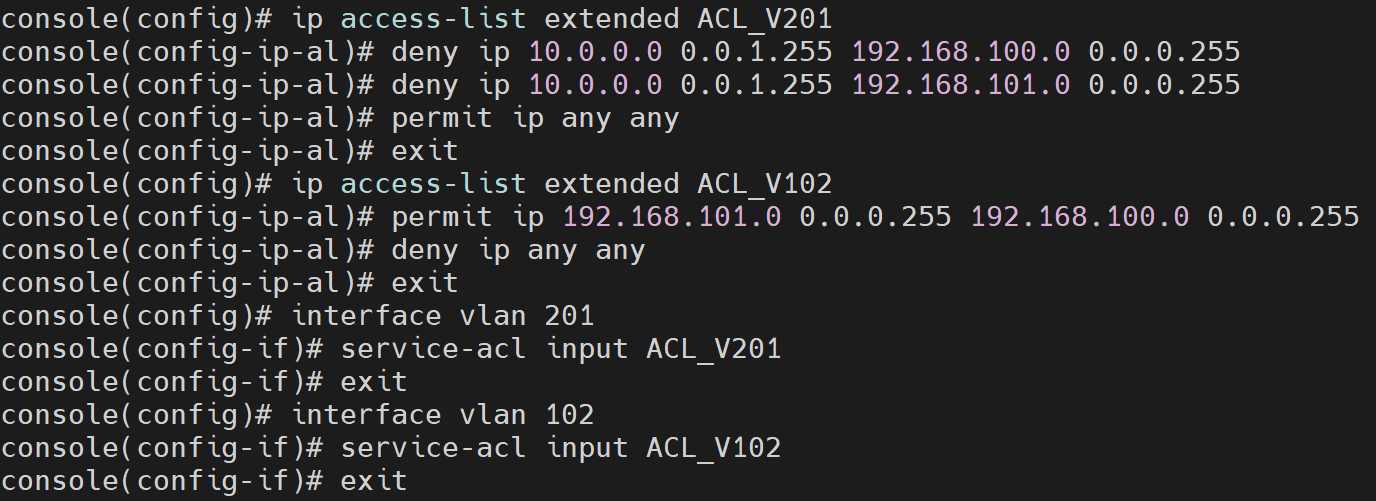 console(config)# ip access-list extended ACL_V201
console(config-ip-al)# deny ip 10.0.0.0 0.0.1.255 192.168.100.0 0.0.0.255
console(config-ip-al)# deny ip 10.0.0.0 0.0.1.255 192.168.101.0 0.0.0.255
console(config-ip-al)# permit ip any any
console(config-ip-al)# exit
console(config)# ip access-list extended ACL_V102
console(config-ip-al)# permit ip 192.168.101.0 0.0.0.255 192.168.100.0 0.0.0.255
console(config-ip-al)# deny ip any any
console(config-ip-al)# exit
console(config)# interface vlan 201
console(config-if)# service-acl input ACL_V201
console(config-if)# exit
console(config)# interface vlan 102
console(config-if)# service-acl input ACL_V102
console(config-if)# exit